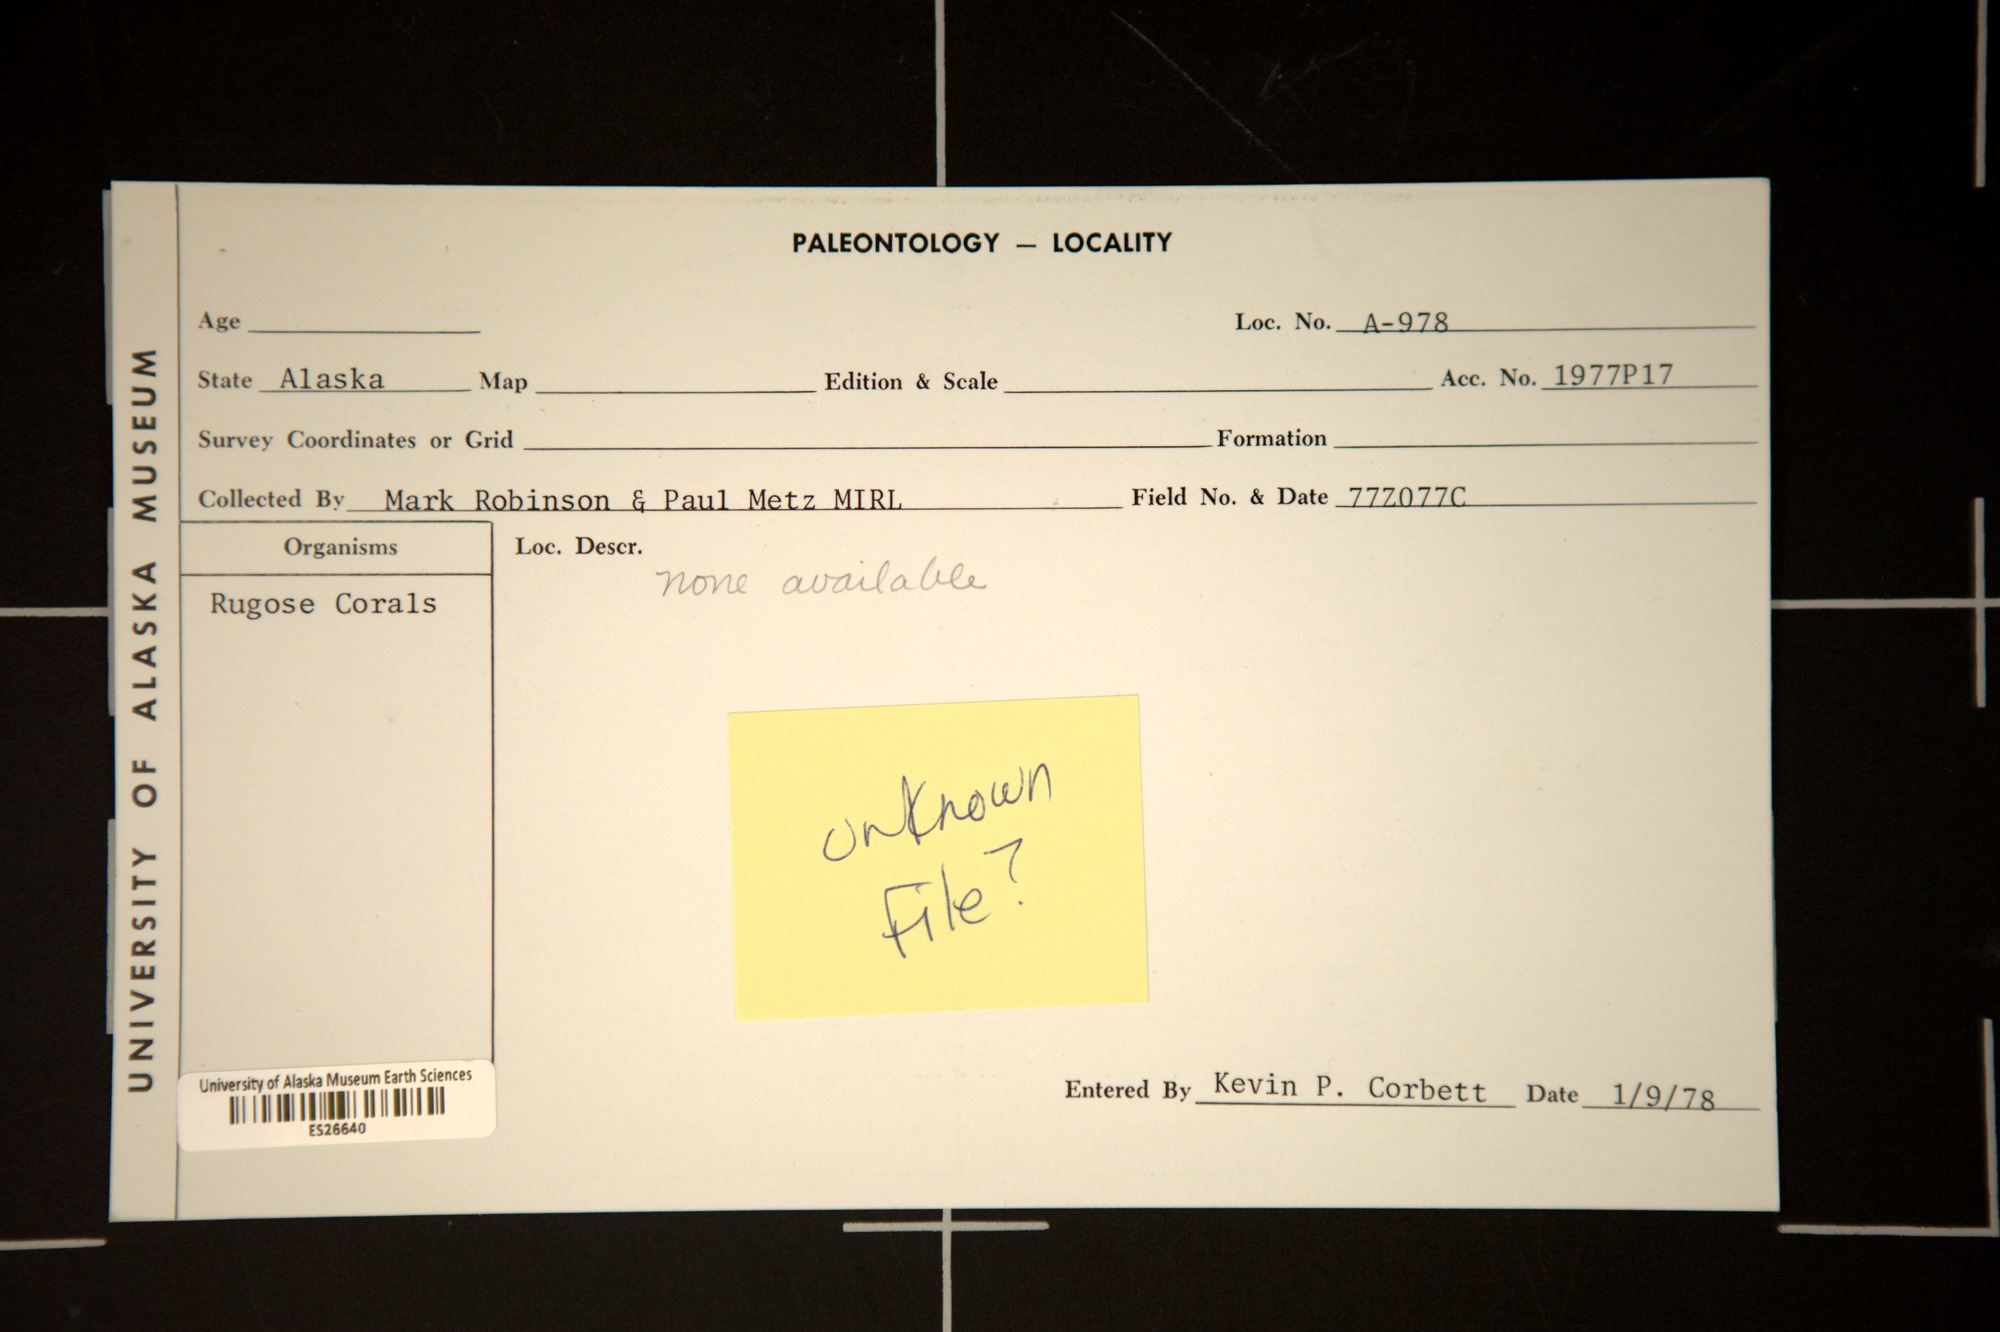 UNIVERSITY OF ALASKA MUSEUM
PALEONTOLOGY — LOCALITY
Age
Loc. No. A-978
State Alaska Map Edition & Scale Acc. No. 1977P17
Survey Coordinates or Grid Formation
Collected By Mark Robinson & Paul Metz MIRL Field No. & Date 77Z077C
Organisms
Loc. Descr.
none available
Rugose Corals
unknown
File?
Entered By Kevin P. Corbett Date 1/9/78
University of Alaska Museum Earth Sciences
ES26640